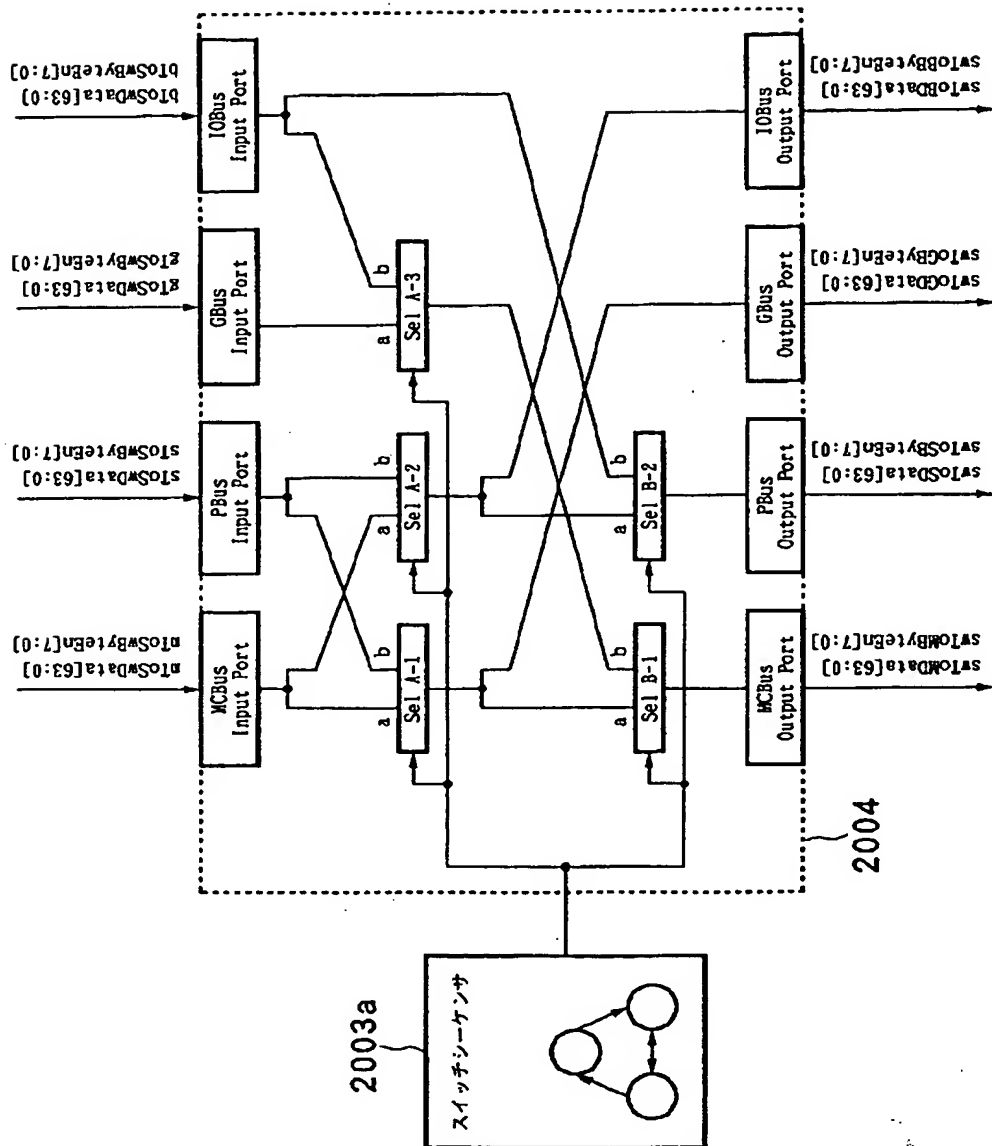 bToSwByteEn[7:0]
bToSwData[63:0]
gToSwByteEn[7:0]
gToSwData[63:0]
sToSwByteEn[7:0]
sToSwData[63:0]
mToSwByteEn[7:0]
mToSwData[63:0]
IOBus
Input Port
GBus
Input Port
PBus
Input Port
MCBus
Input Port
a
b
Sel A-3
a
b
Sel A-2
a
b
Sel A-1
a
b
Sel B-2
a
b
Sel B-1
IOBus
Output Port
GBus
Output Port
PBus
Output Port
MCBus
Output Port
swToBByteEn[7:0]
swToBData[63:0]
swToGByteEn[7:0]
swToGData[63:0]
swToSByteEn[7:0]
swToSData[63:0]
swToMByteEn[7:0]
swToMData[63:0]
2004
2003a
スイッチシーケンサ